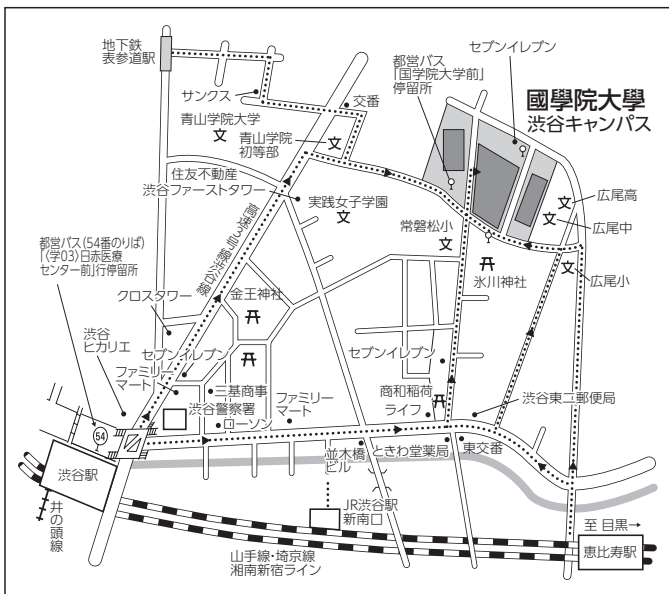 地下鉄
表参道駅
サンクス
交番
青山学院大学
青山学院
初等部
都営バス
「国学院大学前」
停留所
セブンイレブン
國學院大學
渋谷キャンパス
住友不動産
渋谷ファーストタワー
実践女子学園
常磐松小
広尾高
広尾中
広尾小
氷川神社
高速3号線渋谷線
都営バス(54番のりば)
「〈学03〉日赤医療
センター前」行停留所
クロスタワー
金王神社
渋谷
ヒカリエ
セブンイレブン
ファミリー
マート
三基商事
渋谷警察署
ローソン
ファミリー
マート
セブンイレブン
商和稲荷
ライフ
渋谷東二郵便局
54
渋谷駅
並木橋
ビル
ときわ堂薬局
東交番
井の頭線
JR渋谷駅
新南口
山手線・埼京線
湘南新宿ライン
至 目黒→
恵比寿駅